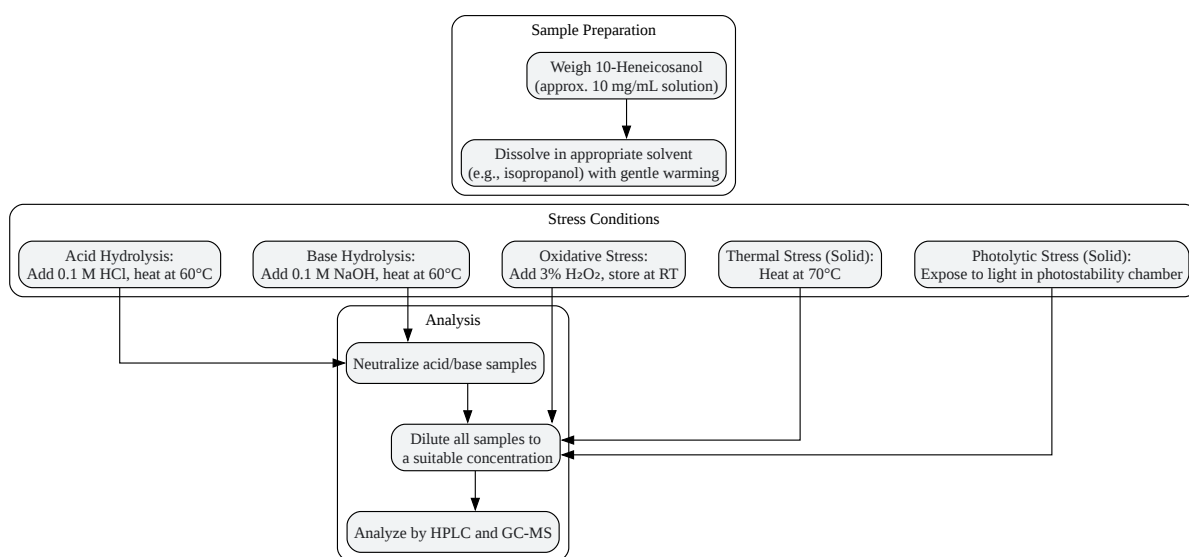 Sample Preparation
Weigh 10-Heneicosanol
(approx. 10 mg/mL solution)
Dissolve in appropriate solvent
(e.g., isopropanol) with gentle warming
Stress Conditions
Acid Hydrolysis:
Add 0.1 M HCl, heat at 60°C
Base Hydrolysis:
Add 0.1 M NaOH, heat at 60°C
Oxidative Stress:
Add 3% H₂O₂, store at RT
Thermal Stress (Solid):
Heat at 70°C
Photolytic Stress (Solid):
Expose to light in photostability chamber
Analysis
Neutralize acid/base samples
Dilute all samples to
a suitable concentration
Analyze by HPLC and GC-MS